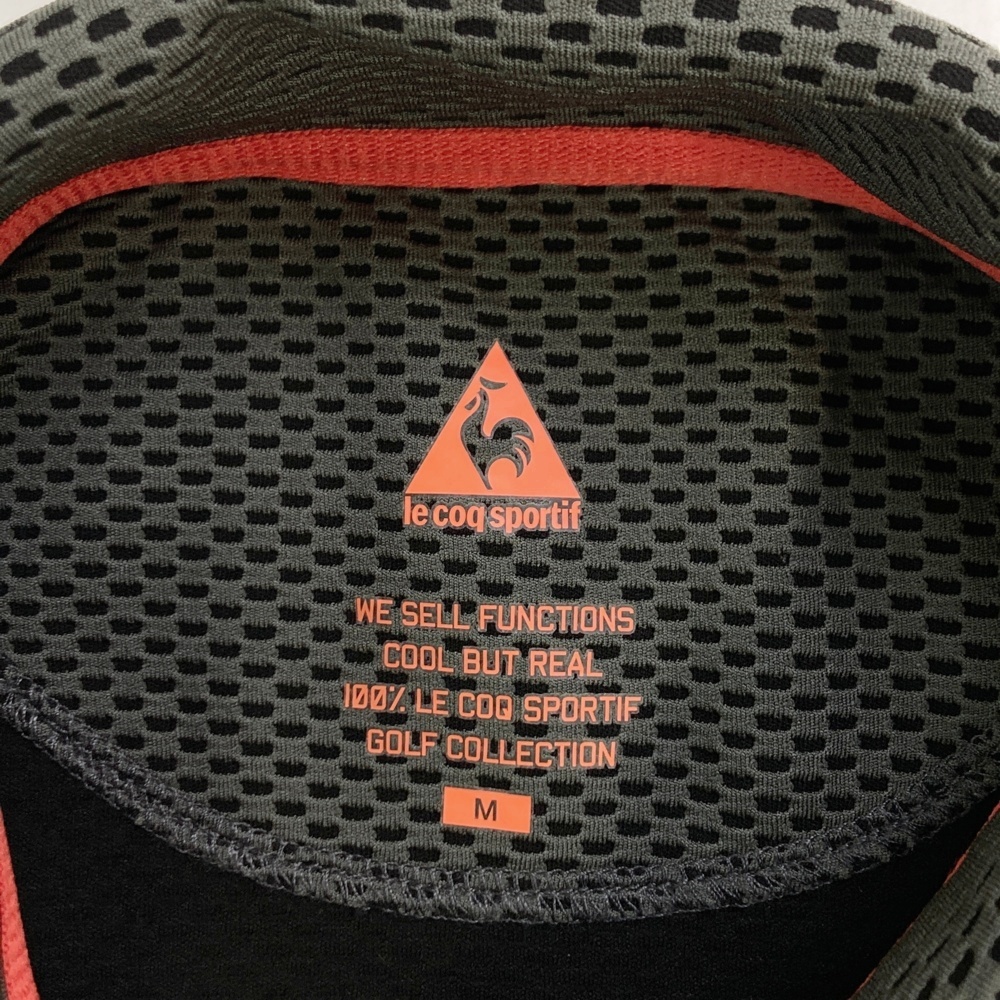 le coq sportif
WE SELL FUNCTIONS
COOL BUT REAL
100% LE COQ SPORTIF
GOLF COLLECTION
M